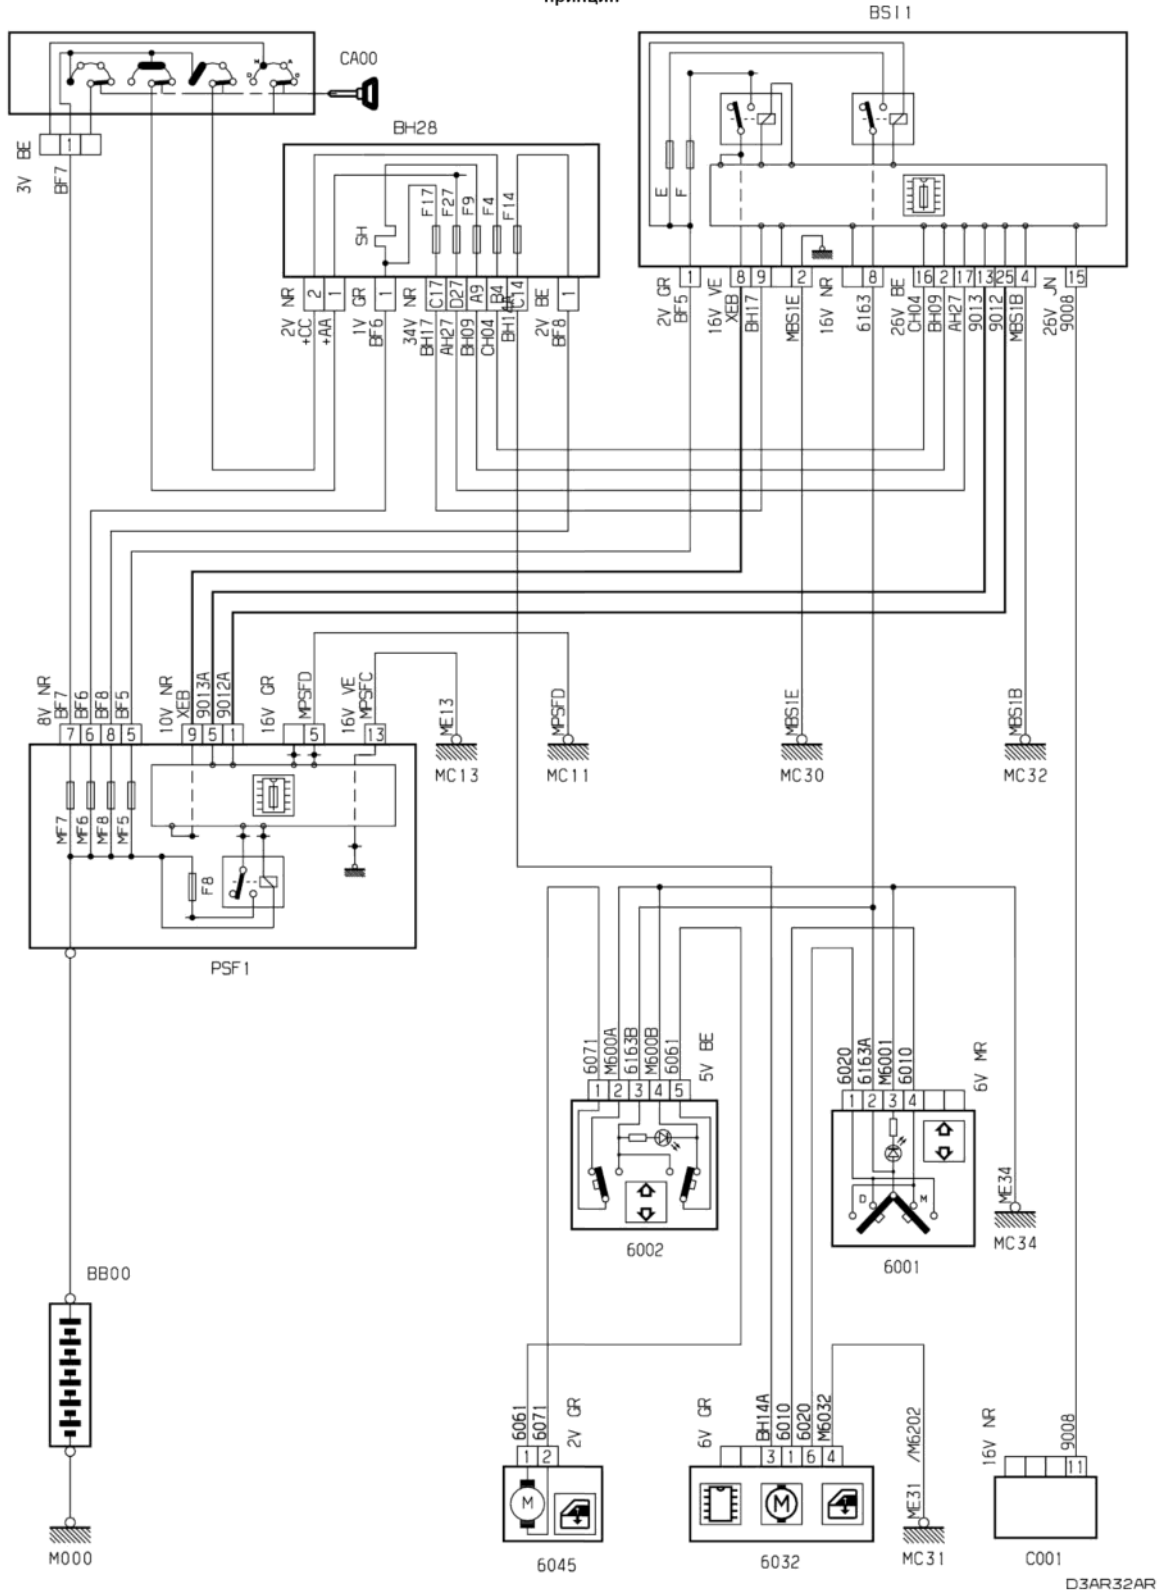 принцип
BSI1
H A
D
CA00
3V BE
1
BF7
BH28
SH
F17
F27
F9
F4
F14
2V NR
2
+CC
1
+AA
1V GR
1
BF6
34V NR
C17
BH17
D27
AH27
A9
BH09
B4
CH04
C14
BH14A
2V BE
1
BF8
E
F
2V GR
1
BF5
16V VE
8
XEB
9
BH17
2
MBS1E
16V NR
8
6163
26V BE
16
CH04
2
BH09
17
AH27
13
9013
25
9012
4
MBS1B
26V JN
15
9008
8V NR
BF7
BF6
BF8
BF5
10V NR
XEB
9013A
9012A
16V GR
MPSFD
16V VE
MPSFC
7 6 8 5
9 5 1
5
13
ME13
MC13
MPSFD
MC11
MBS1E
MC30
MBS1B
MC32
MF7
MF6
MF8
MF5
F8
PSF1
6071
M600A
6163B
M600B
6061
5V BE
1 2 3 4 5
6002
6020
6163A
M6001
6010
6V MR
1 2 3 4
D
M
6001
ME34
MC34
BB00
M000
6061
6071
2V GR
1 2
M
6045
6V GR
BH14A
6010
6020
M6032
3 1 6 4
M
6032
ME31 /M6202
MC31
16V NR
9008
11
C001
D3AR32AR